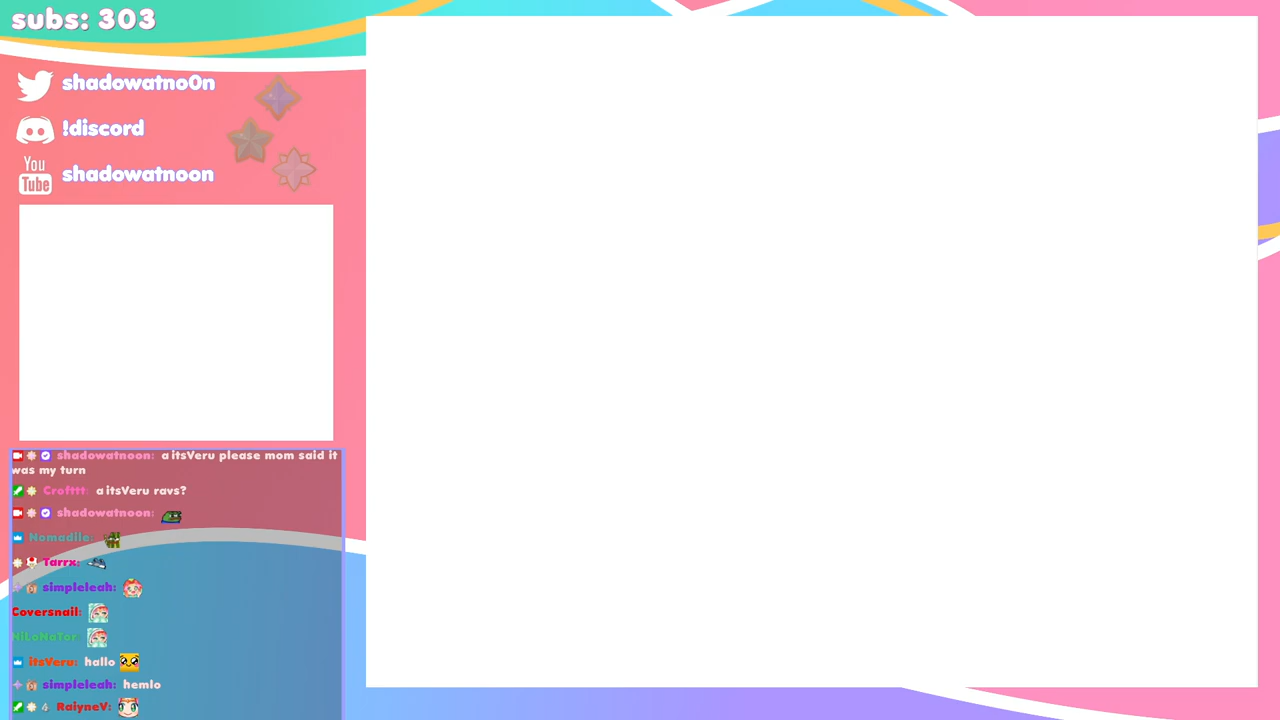 subs: 303
shadowatno0n
!discord
You
Tube
shadowatnoon
shadowatnoon: a itsVeru please mom said it
was my turn
Crofttt: a itsVeru ravs?
shadowatnoon:
Nomadile:
Tarrx:
simpleleah:
Coversnail:
NiLoNaTor:
itsVeru: hallo
simpleleah: hemlo
RaiyneV: